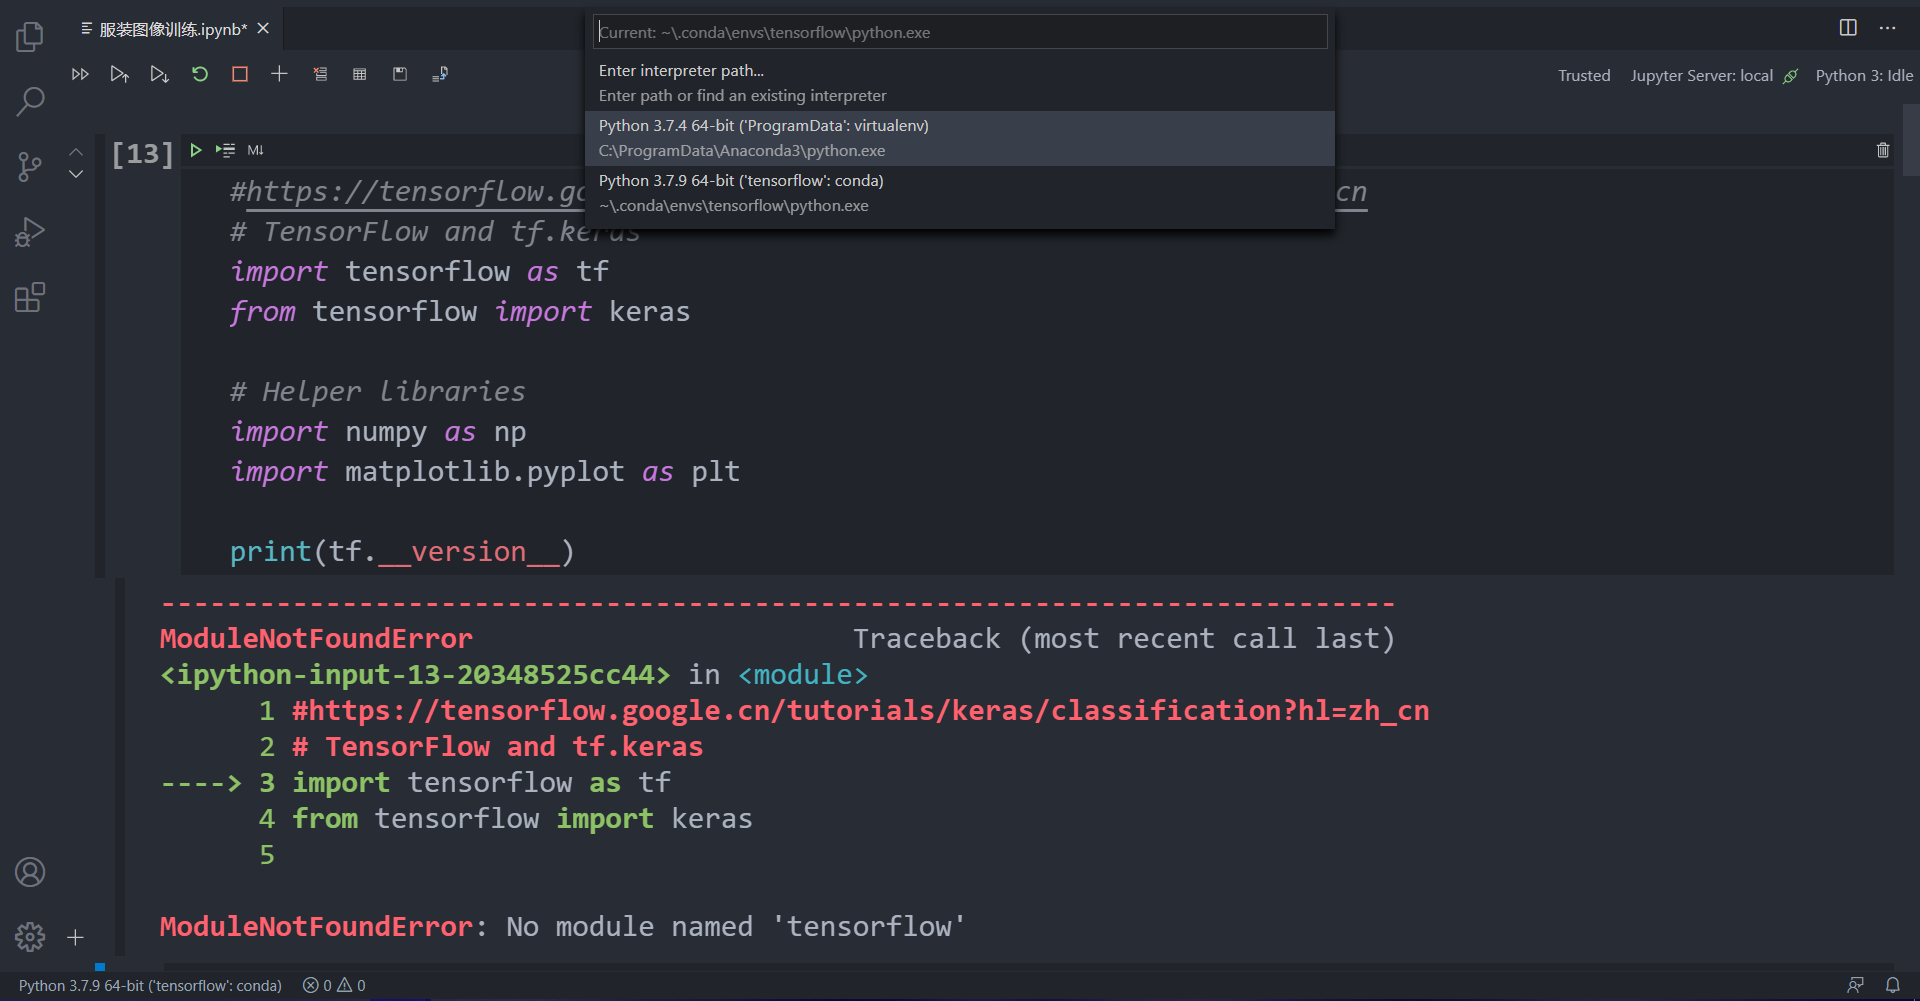 服装图像训练.ipynb*
Current: ~\.conda\envs\tensorflow\python.exe
Enter interpreter path...
Enter path or find an existing interpreter
Python 3.7.4 64-bit ('ProgramData': virtualenv)
C:\ProgramData\Anaconda3\python.exe
Python 3.7.9 64-bit ('tensorflow': conda)
~\.conda\envs\tensorflow\python.exe
Trusted
Jupyter Server: local
Python 3: Idle
[13]
M↓
#https://tensorflow.go cn
# TensorFlow and tf.keras
import tensorflow as tf
from tensorflow import keras
# Helper libraries
import numpy as np
import matplotlib.pyplot as plt
print(tf.__version__)
---------------------------------------------------------------------------
ModuleNotFoundError Traceback (most recent call last)
<ipython-input-13-20348525cc44> in <module>
1 #https://tensorflow.google.cn/tutorials/keras/classification?hl=zh_cn
2 # TensorFlow and tf.keras
----> 3 import tensorflow as tf
4 from tensorflow import keras
5
ModuleNotFoundError: No module named 'tensorflow'
Python 3.7.9 64-bit ('tensorflow': conda)
0
0